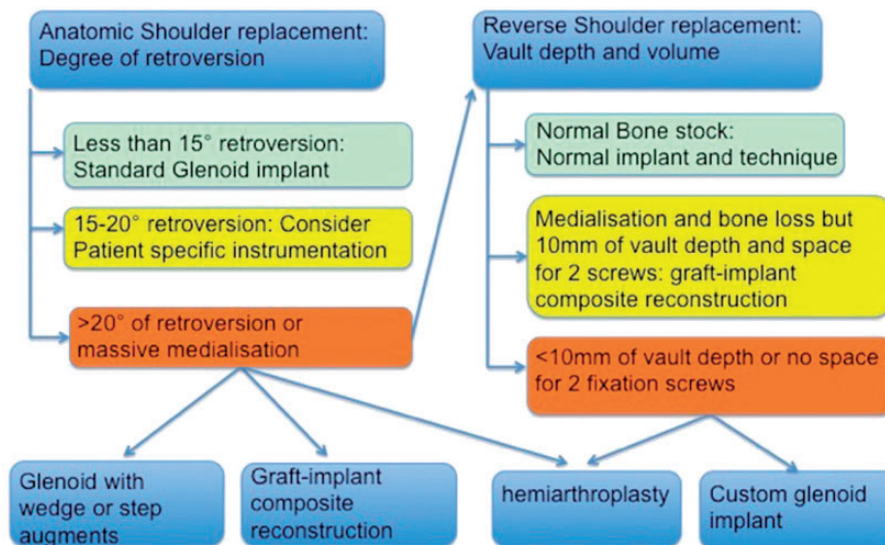 Anatomic Shoulder replacement:
Degree of retroversion
Less than 15° retroversion:
Standard Glenoid implant
15-20° retroversion: Consider
Patient specific instrumentation
>20° of retroversion or
massive medialisation
Reverse Shoulder replacement:
Vault depth and volume
Normal Bone stock:
Normal implant and technique
Medialisation and bone loss but
10mm of vault depth and space
for 2 screws: graft-implant
composite reconstruction
<10mm of vault depth or no space
for 2 fixation screws
Glenoid with
wedge or step
augments
Graft-implant
composite
reconstruction
hemiarthroplasty
Custom glenoid
implant